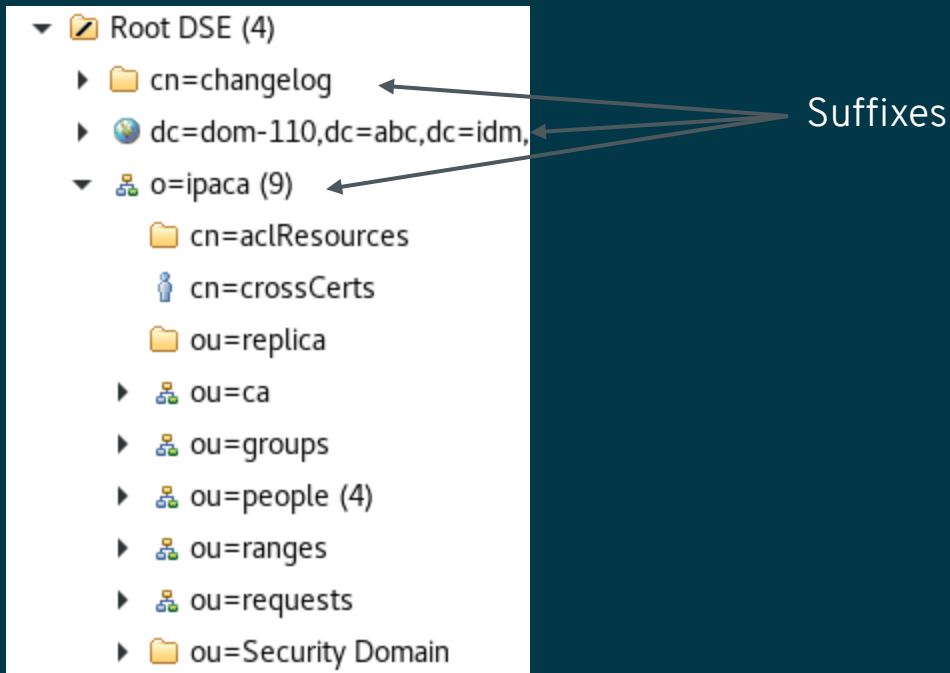 Root DSE (4)
cn=changelog
Suffixes
dc=dom-110,dc=abc,dc=idm,
o=ipaca (9)
cn=aclResources
cn=crossCerts
ou=replica
ou=ca
ou=groups
ou=people (4)
ou=ranges
ou=requests
ou=Security Domain